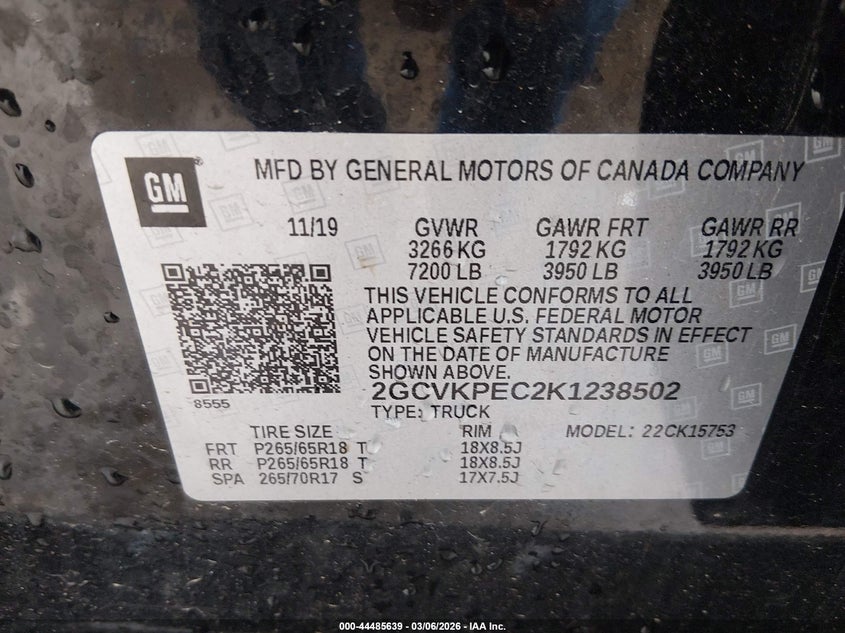 GM
MFD BY GENERAL MOTORS OF CANADA COMPANY
11/19 GVWR GAWR FRT GAWR RR
3266 KG 1792 KG 1792 KG
7200 LB 3950 LB 3950 LB
THIS VEHICLE CONFORMS TO ALL
APPLICABLE U.S. FEDERAL MOTOR
VEHICLE SAFETY STANDARDS IN EFFECT
ON THE DATE OF MANUFACTURE
SHOWN ABOVE.
8555
2GCVKPEC2K1238502
TYPE: TRUCK
TIRE SIZE RIM MODEL: 22CK15753
FRT P265/65R18 T 18X8.5J
RR P265/65R18 T 18X8.5J
SPA 265/70R17 S 17X7.5J
000-44485639 - 03/06/2026 - IAA Inc.